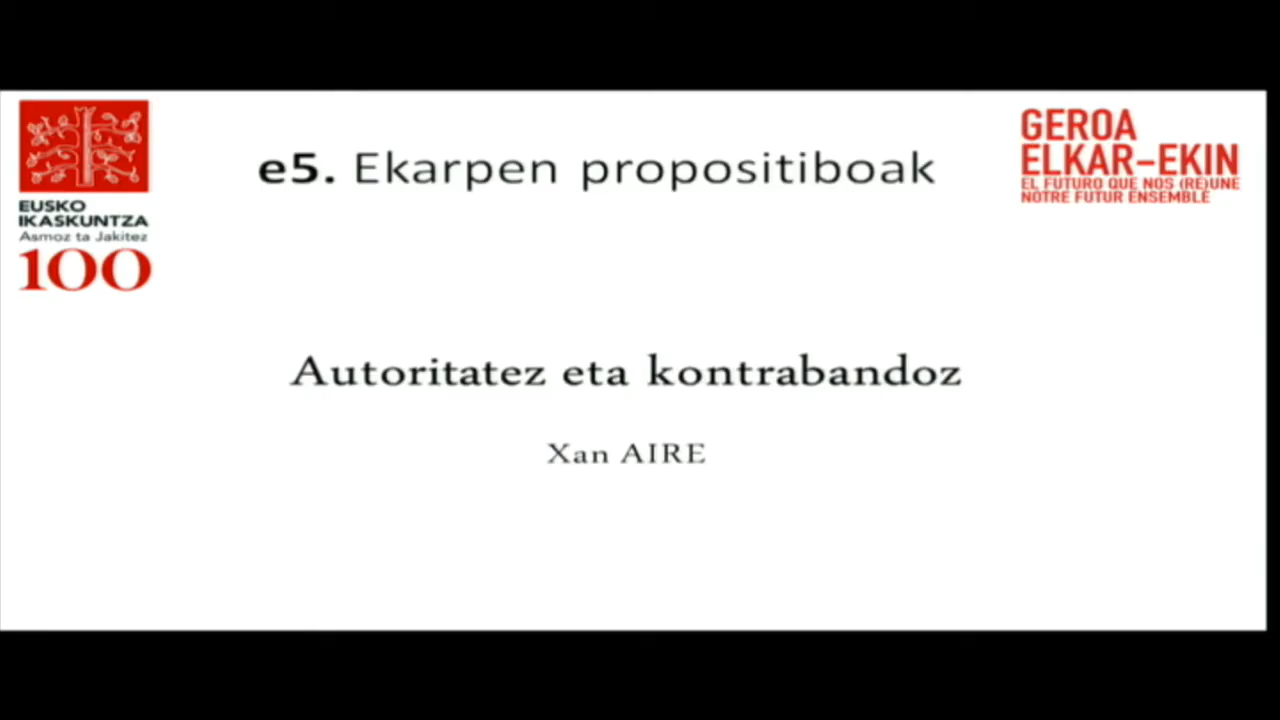 EUSKO
IKASKUNTZA
Asmoz ta Jakitez
100
e5. Ekarpen propositiboak
GEROA
ELKAR-EKIN
EL FUTURO QUE NOS (RE)UNE
NOTRE FUTUR ENSEMBLE
Autoritatez eta kontrabandoz
Xan AIRE